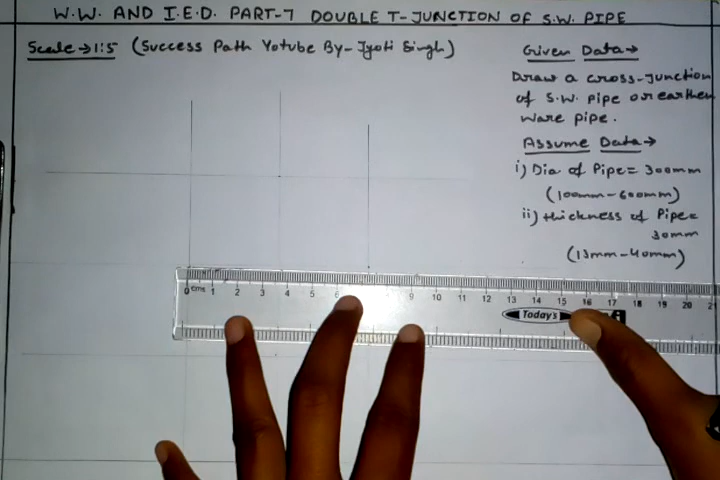 W.W. AND I.E.D. PART-7 DOUBLE T-JUNCTION OF S.W. PIPE
Scale→1:5 (Success Path Yotube By-Jyoti Singh)
Given Data→
Draw a cross-junction
of S.W. pipe or earthen
ware pipe.
Assume Data→
i) Dia of Pipe= 300mm
(100mm-600mm)
ii) thickness of Pipe=
30mm
(13mm-40mm)
0 cms 1 2 3 4 5 6 8 9 10 11 12 13 14 15 16 17 18 19 20 21
Today's